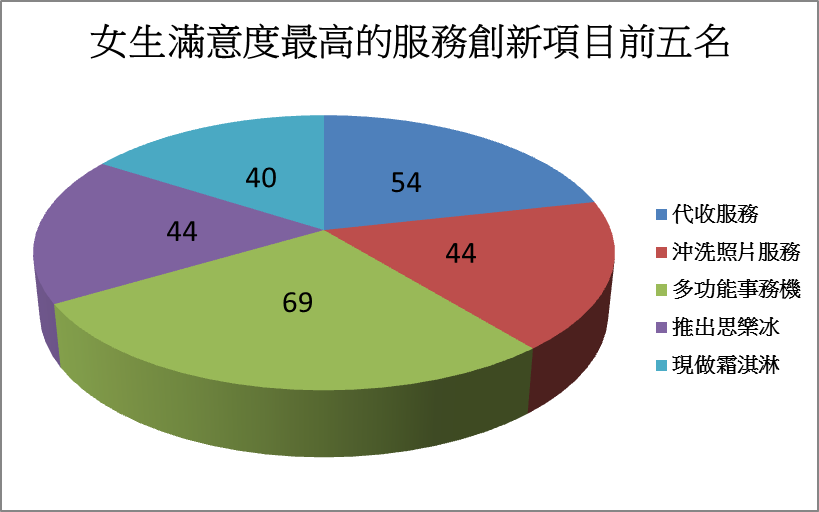 女生滿意度最高的服務創新項目前五名
40
54
44
44
69
代收服務
沖洗照片服務
多功能事務機
推出思樂冰
現做霜淇淋